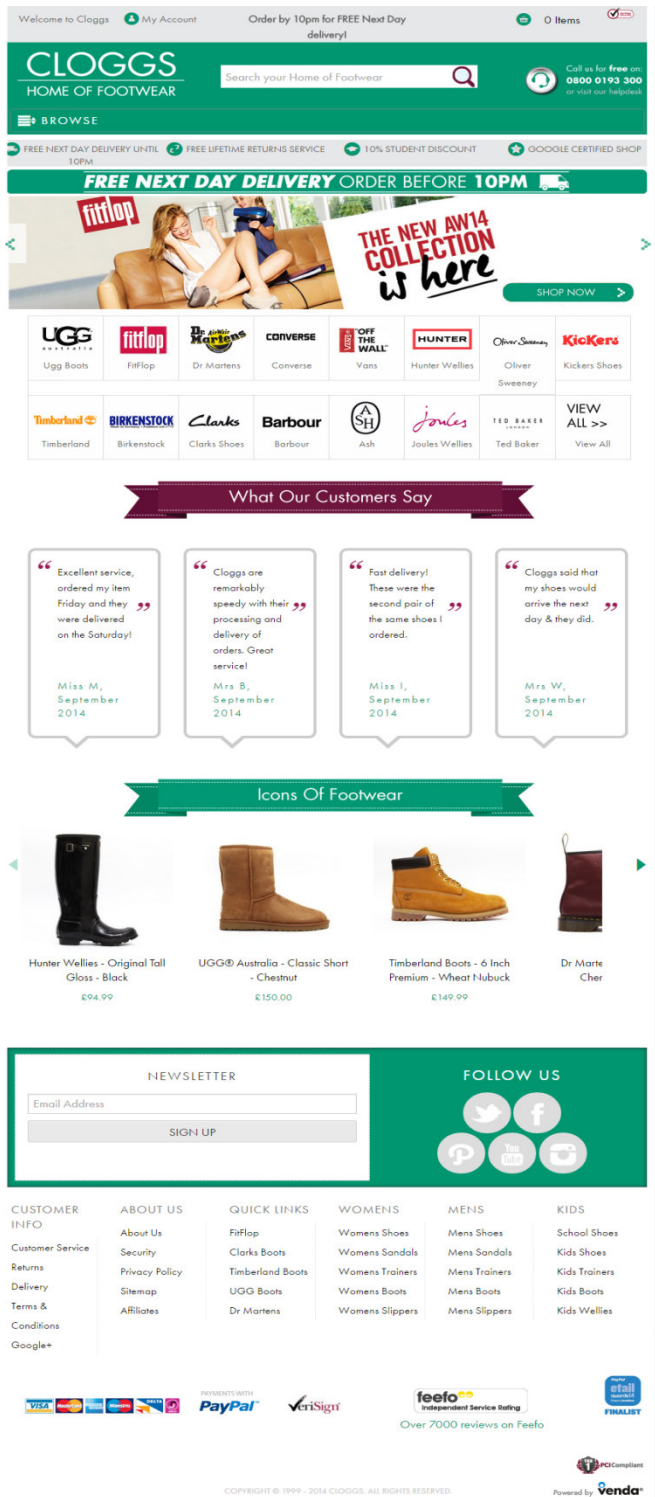 Welcome to Cloggs
My Account
Order by 10pm for FREE Next Day
delivery!
0 Items
CLOGGS
HOME OF FOOTWEAR
Search your Home of Footwear
Call us for free on:
0800 0193 300
or visit our helpdesk
BROWSE
FREE NEXT DAY DELIVERY UNTIL
10PM
FREE LIFETIME RETURNS SERVICE
10% STUDENT DISCOUNT
GOOGLE CERTIFIED SHOP
FREE NEXT DAY DELIVERY ORDER BEFORE 10PM
fitflop
THE NEW AW14
COLLECTION
is here
SHOP NOW
UGG
australia
fitflop
Dr. AirWair
Martens
CONVERSE
VANS
"OFF
THE
WALL"
HUNTER
Oliver Sweeney
KicKers
Ugg Boots
FitFlop
Dr Martens
Converse
Vans
Hunter Wellies
Oliver
Sweeney
Kickers Shoes
Timberland
BIRKENSTOCK
Clarks
Barbour
ASH
joules
TED BAKER
LONDON
VIEW
ALL >>
Timberland
Birkenstock
Clarks Shoes
Barbour
Ash
Joules Wellies
Ted Baker
View All
What Our Customers Say
“ Excellent service,
ordered my item
Friday and they
were delivered
on the Saturday! ”
Miss M,
September
2014
“ Cloggs are
remarkably
speedy with their
processing and
delivery of
orders. Great
service! ”
Mrs B,
September
2014
“ Fast delivery!
These were the
second pair of
the same shoes I
ordered. ”
Miss I,
September
2014
“ Cloggs said that
my shoes would
arrive the next
day & they did. ”
Mrs W,
September
2014
Icons Of Footwear
Hunter Wellies - Original Tall
Gloss - Black
£94.99
UGG® Australia - Classic Short
- Chestnut
£150.00
Timberland Boots - 6 Inch
Premium - Wheat Nubuck
£149.99
Dr Marte
Cher
NEWSLETTER
Email Address
SIGN UP
FOLLOW US
You
Tube
CUSTOMER
INFO
Customer Service
Returns
Delivery
Terms &
Conditions
Google+
ABOUT US
About Us
Security
Privacy Policy
Sitemap
Affiliates
QUICK LINKS
FitFlop
Clarks Boots
Timberland Boots
UGG Boots
Dr Martens
WOMENS
Womens Shoes
Womens Sandals
Womens Trainers
Womens Boots
Womens Slippers
MENS
Mens Shoes
Mens Sandals
Mens Trainers
Mens Boots
Mens Slippers
KIDS
School Shoes
Kids Shoes
Kids Trainers
Kids Boots
Kids Wellies
VISA
MasterCard
Maestro
DELTA
PAYMENTS WITH
PayPal
VeriSign
feefo
Independent Service Rating
Over 7000 reviews on Feefo
PayPal
etail
awards14
FINALIST
PCI Compliant
COPYRIGHT © 1999 - 2014 CLOGGS. ALL RIGHTS RESERVED.
Powered by venda